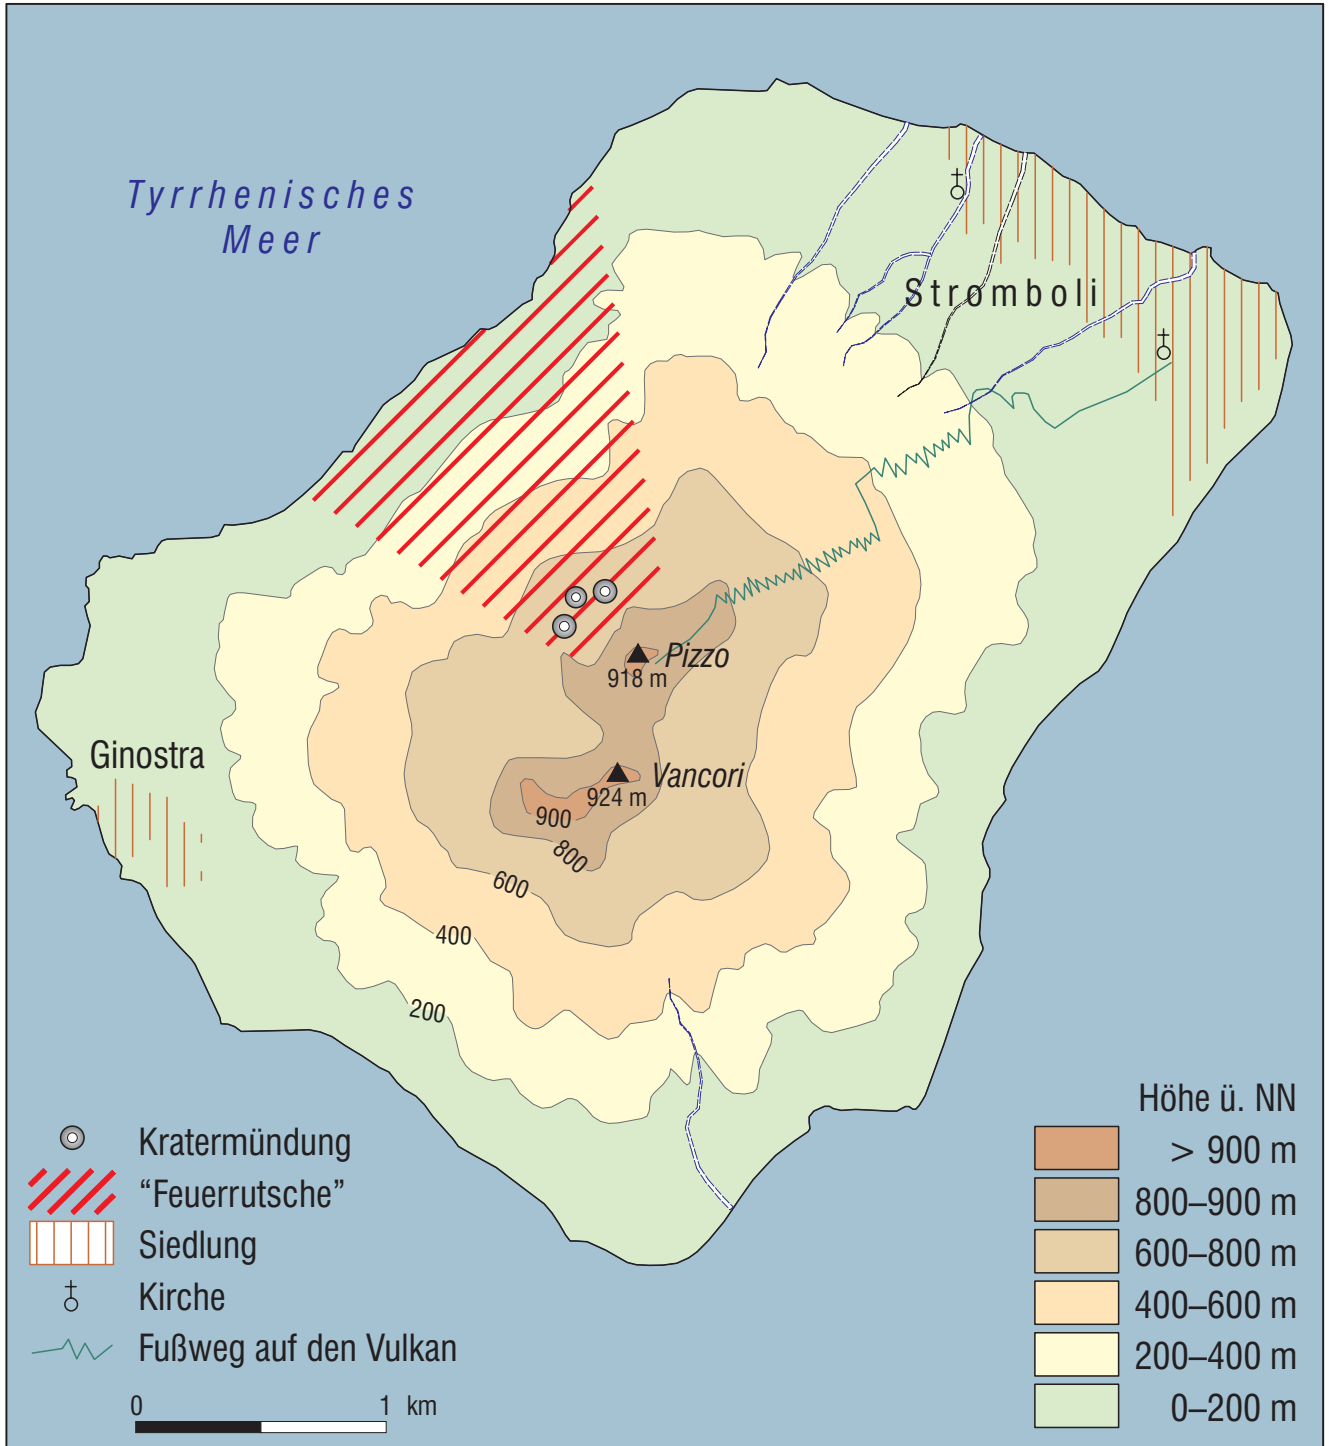 Tyrrhenisches
Meer
Stromboli
Pizzo
918 m
Ginostra
Vancori
924 m
900
800
600
400
200
Kratermündung
“Feuerrutsche”
Siedlung
Kirche
Fußweg auf den Vulkan
0 1 km
Höhe ü. NN
> 900 m
800–900 m
600–800 m
400–600 m
200–400 m
0–200 m